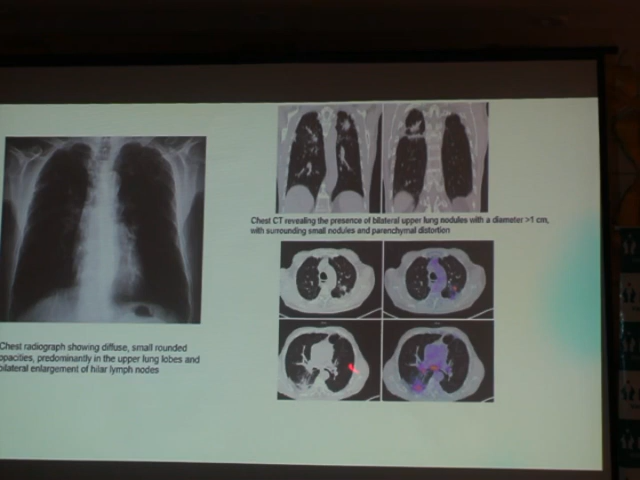 Chest CT revealing the presence of bilateral upper lung nodules with a diameter >1 cm,
with surrounding small nodules and parenchymal distortion
Chest radiograph showing diffuse, small rounded
opacities, predominantly in the upper lung lobes and
bilateral enlargement of hilar lymph nodes